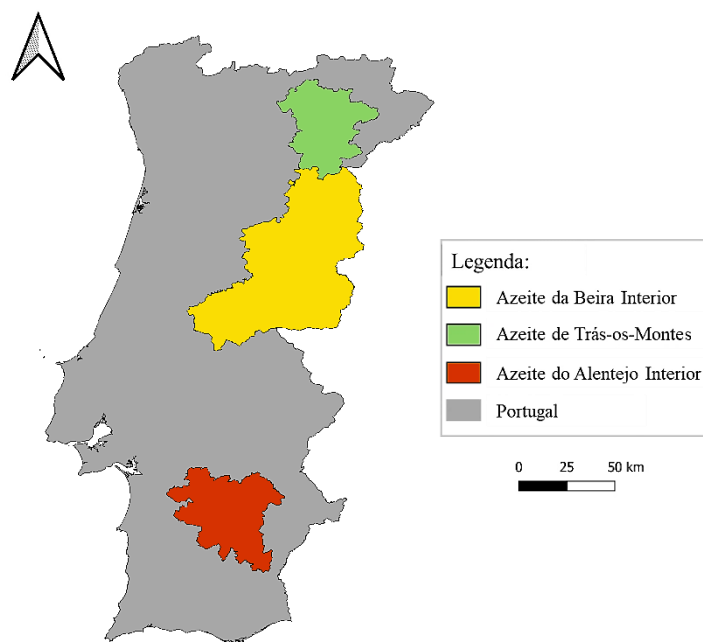 Legenda:
Azeite da Beira Interior
Azeite de Trás-os-Montes
Azeite do Alentejo Interior
Portugal
0 25 50 km